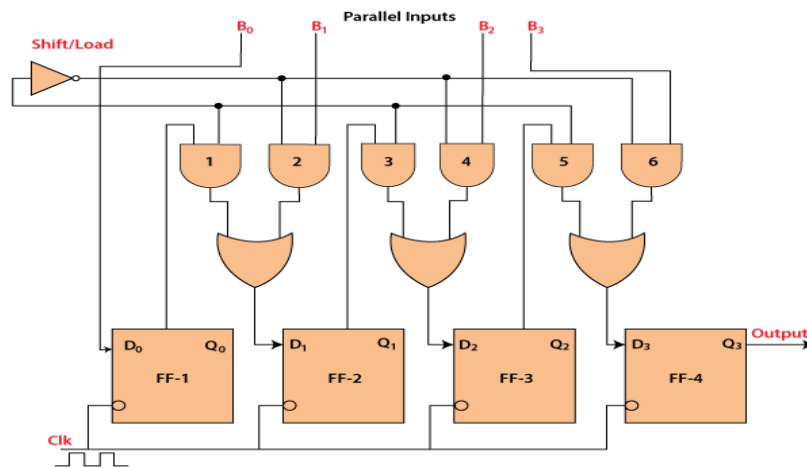 Parallel Inputs
B₀ B₁ B₂ B₃
Shift/Load
1 2 3 4 5 6
D₀ Q₀ D₁ Q₁ D₂ Q₂ D₃ Q₃ Output
FF-1 FF-2 FF-3 FF-4
Clk